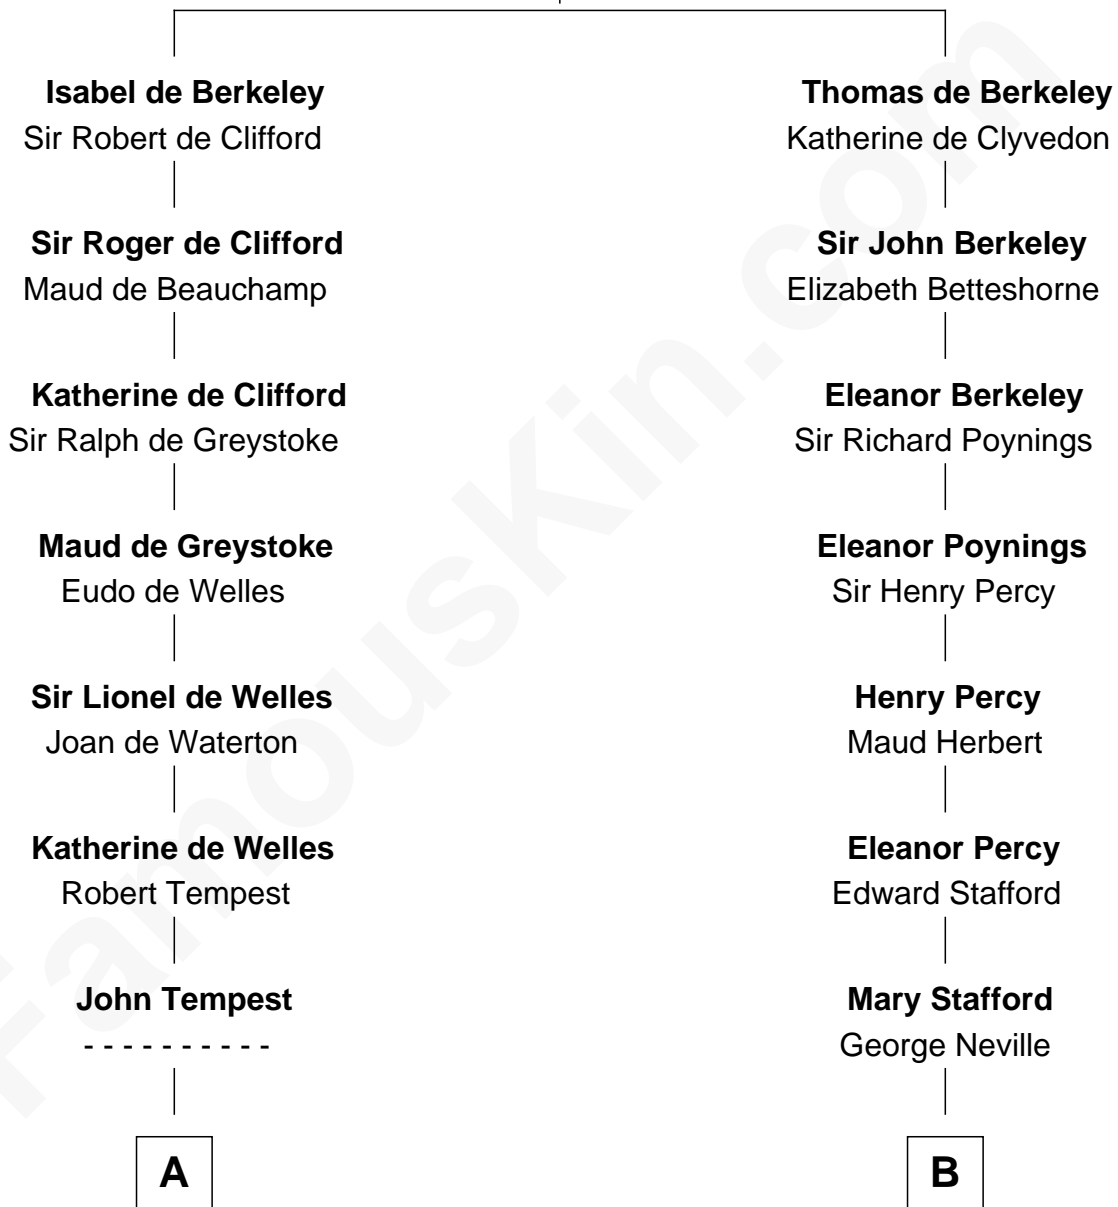 Isabel de Berkeley
Sir Robert de Clifford
Sir Roger de Clifford
Maud de Beauchamp
Katherine de Clifford
Sir Ralph de Greystoke
Maud de Greystoke
Eudo de Welles
Sir Lionel de Welles
Joan de Waterton
Katherine de Welles
Robert Tempest
John Tempest
- - - - - - - - - -
A
Thomas de Berkeley
Katherine de Clyvedon
Sir John Berkeley
Elizabeth Betteshorne
Eleanor Berkeley
Sir Richard Poynings
Eleanor Poynings
Sir Henry Percy
Henry Percy
Maud Herbert
Eleanor Percy
Edward Stafford
Mary Stafford
George Neville
B
FamousKin.com